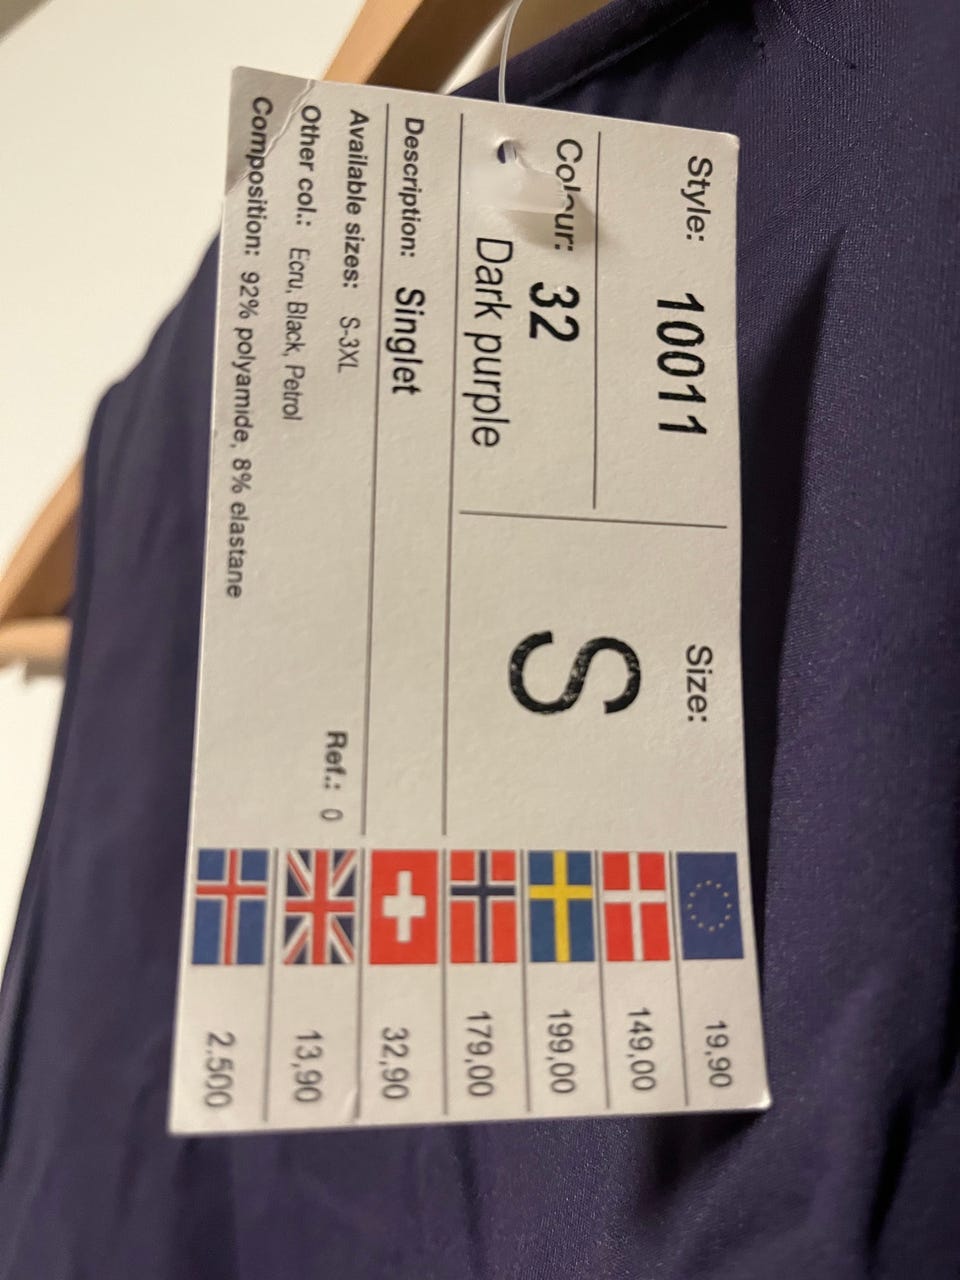 Style: 10011
Colour: 32
Dark purple
Size:
S
Description: Singlet
Available sizes: S-3XL
Other col.: Ecru, Black, Petrol
Ref.: 0
Composition: 92% polyamide, 8% elastane
19,90
149,00
199,00
179,00
32,90
13,90
2.500